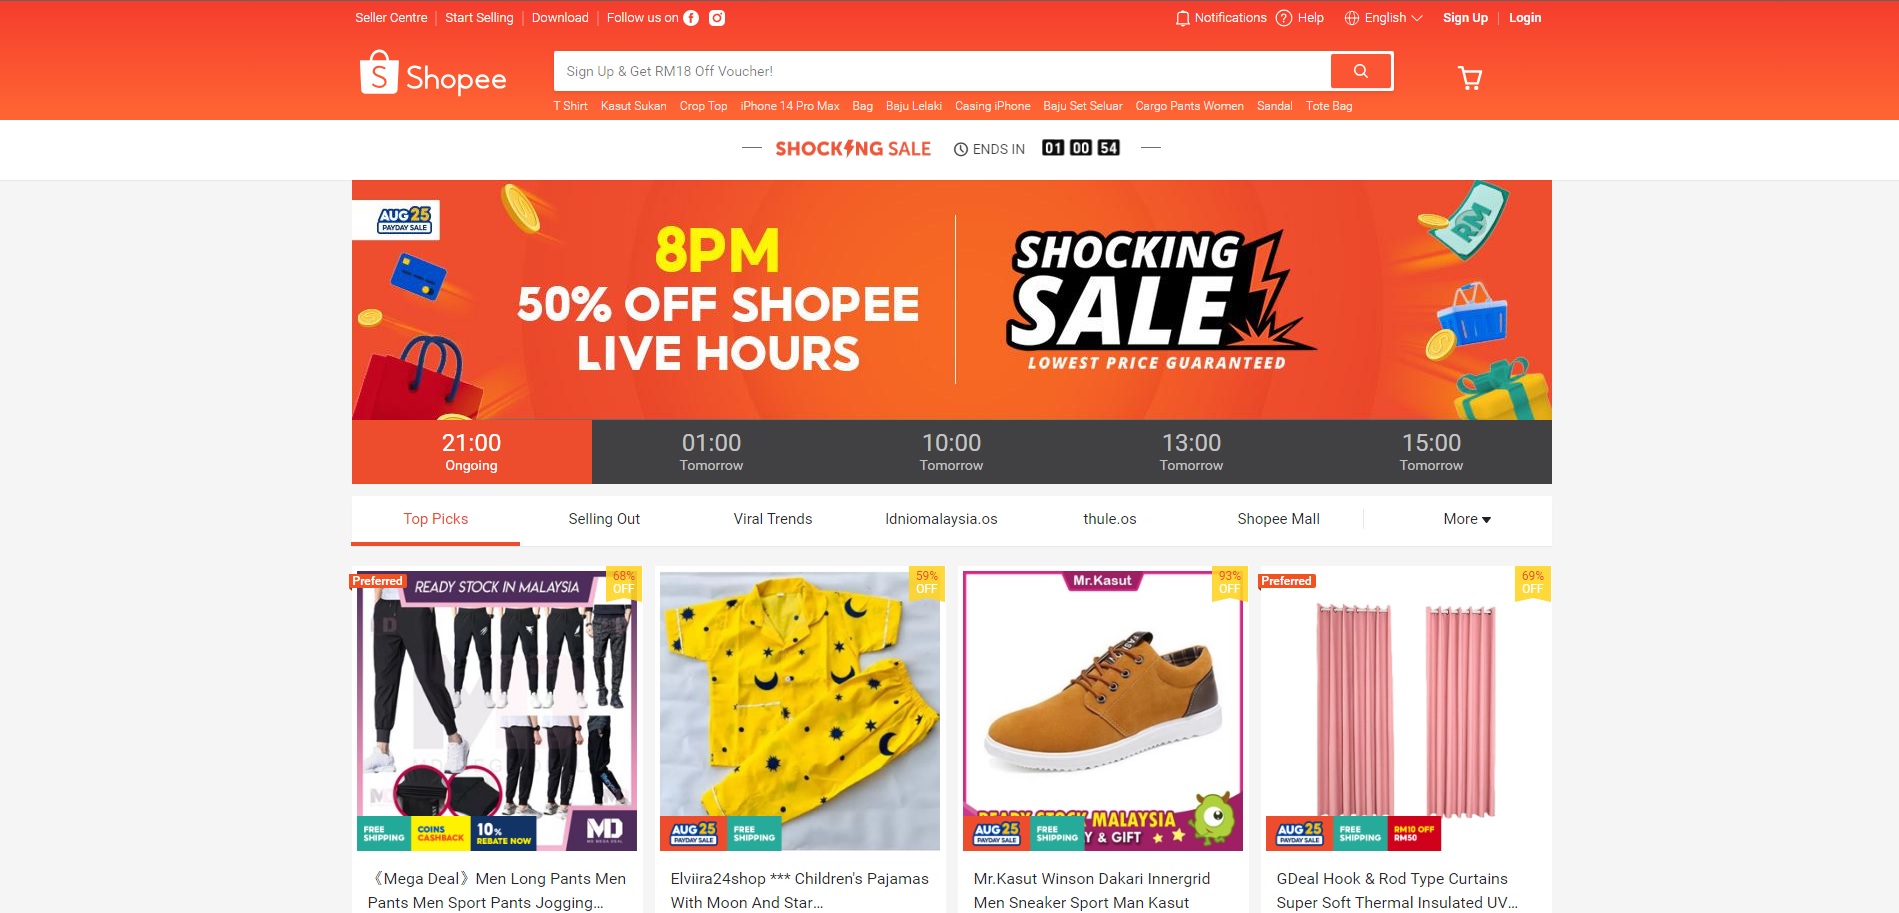 Seller Centre
Start Selling
Download
Follow us on
Notifications
Help
English
Sign Up
Login
Shopee
Sign Up & Get RM18 Off Voucher!
T Shirt Kasut Sukan Crop Top iPhone 14 Pro Max Bag Baju Lelaki Casing iPhone Baju Set Seluar Cargo Pants Women Sandal Tote Bag
SHOCKING SALE
ENDS IN
01 00 54
AUG 25
PAYDAY SALE
8PM
50% OFF SHOPEE
LIVE HOURS
SHOCKING
SALE
LOWEST PRICE GUARANTEED
RM
21:00
Ongoing
01:00
Tomorrow
10:00
Tomorrow
13:00
Tomorrow
15:00
Tomorrow
Top Picks
Selling Out
Viral Trends
ldniomalaysia.os
thule.os
Shopee Mall
More
Preferred
READY STOCK IN MALAYSIA
68%
OFF
FREE
SHIPPING
COINS
CASHBACK
10%
REBATE NOW
MD
MD MEGA DEAL
《Mega Deal》Men Long Pants Men
Pants Men Sport Pants Jogging...
59%
OFF
AUG 25
PAYDAY SALE
FREE
SHIPPING
Elviira24shop *** Children's Pajamas
With Moon And Star...
Mr.Kasut
93%
OFF
READY STOCK MALAYSIA
Y & GIFT
AUG 25
PAYDAY SALE
FREE
SHIPPING
Mr.Kasut Winson Dakari Innergrid
Men Sneaker Sport Man Kasut
Preferred
69%
OFF
AUG 25
PAYDAY SALE
FREE
SHIPPING
RM10 OFF
RM50
GDeal Hook & Rod Type Curtains
Super Soft Thermal Insulated UV...